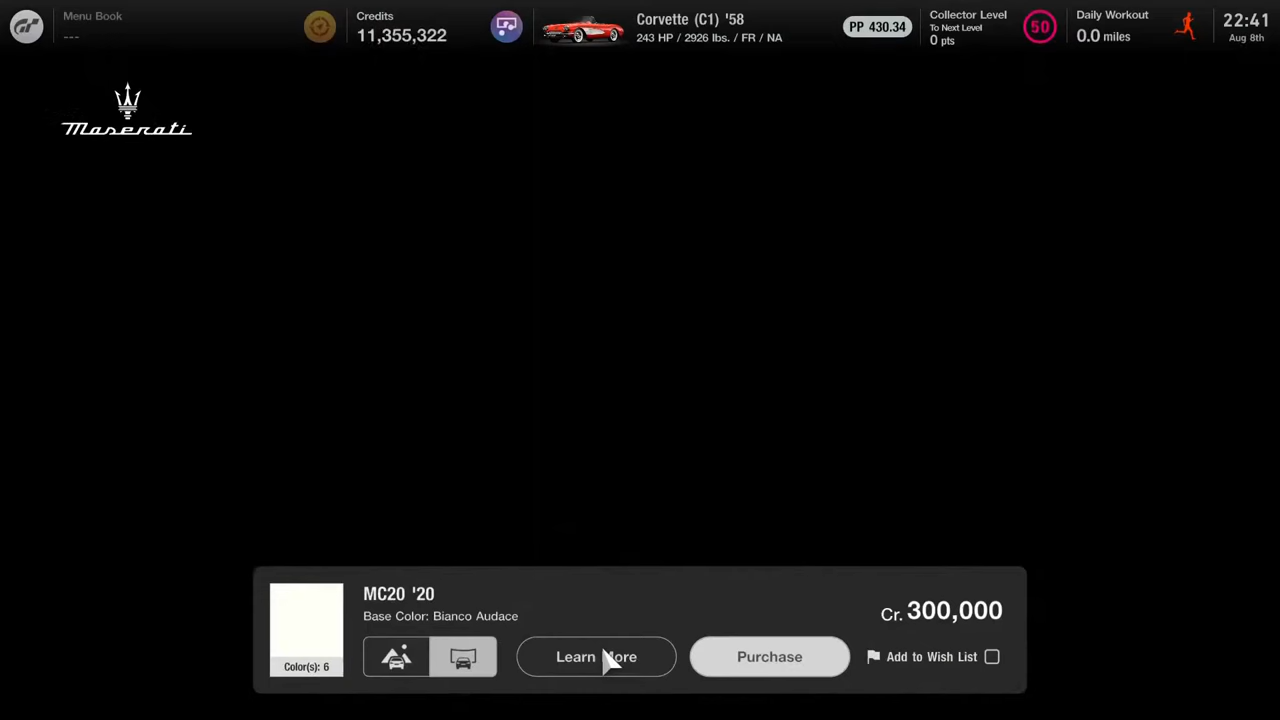 Menu Book
---
Credits
11,355,322
Corvette (C1) '58
243 HP / 2926 lbs. / FR / NA
PP 430.34
Collector Level
To Next Level
0 pts
50
Daily Workout
0.0 miles
22:41
Aug 8th
Maserati
MC20 '20
Base Color: Bianco Audace
Color(s): 6
Learn More
Purchase
Cr. 300,000
Add to Wish List